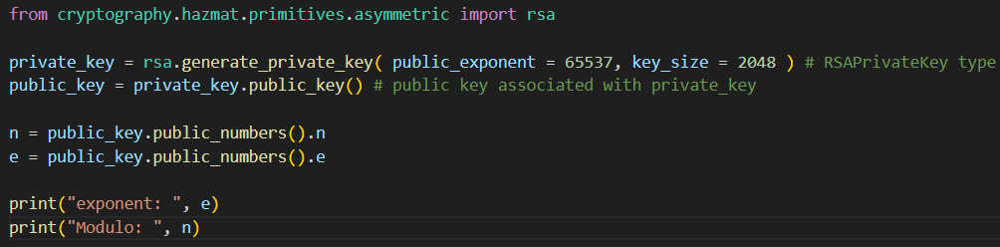 from cryptography.hazmat.primitives.asymmetric import rsa
private_key = rsa.generate_private_key( public_exponent = 65537, key_size = 2048 ) # RSAPrivateKey type
public_key = private_key.public_key() # public key associated with private_key
n = public_key.public_numbers().n
e = public_key.public_numbers().e
print("exponent: ", e)
print("Modulo: ", n)